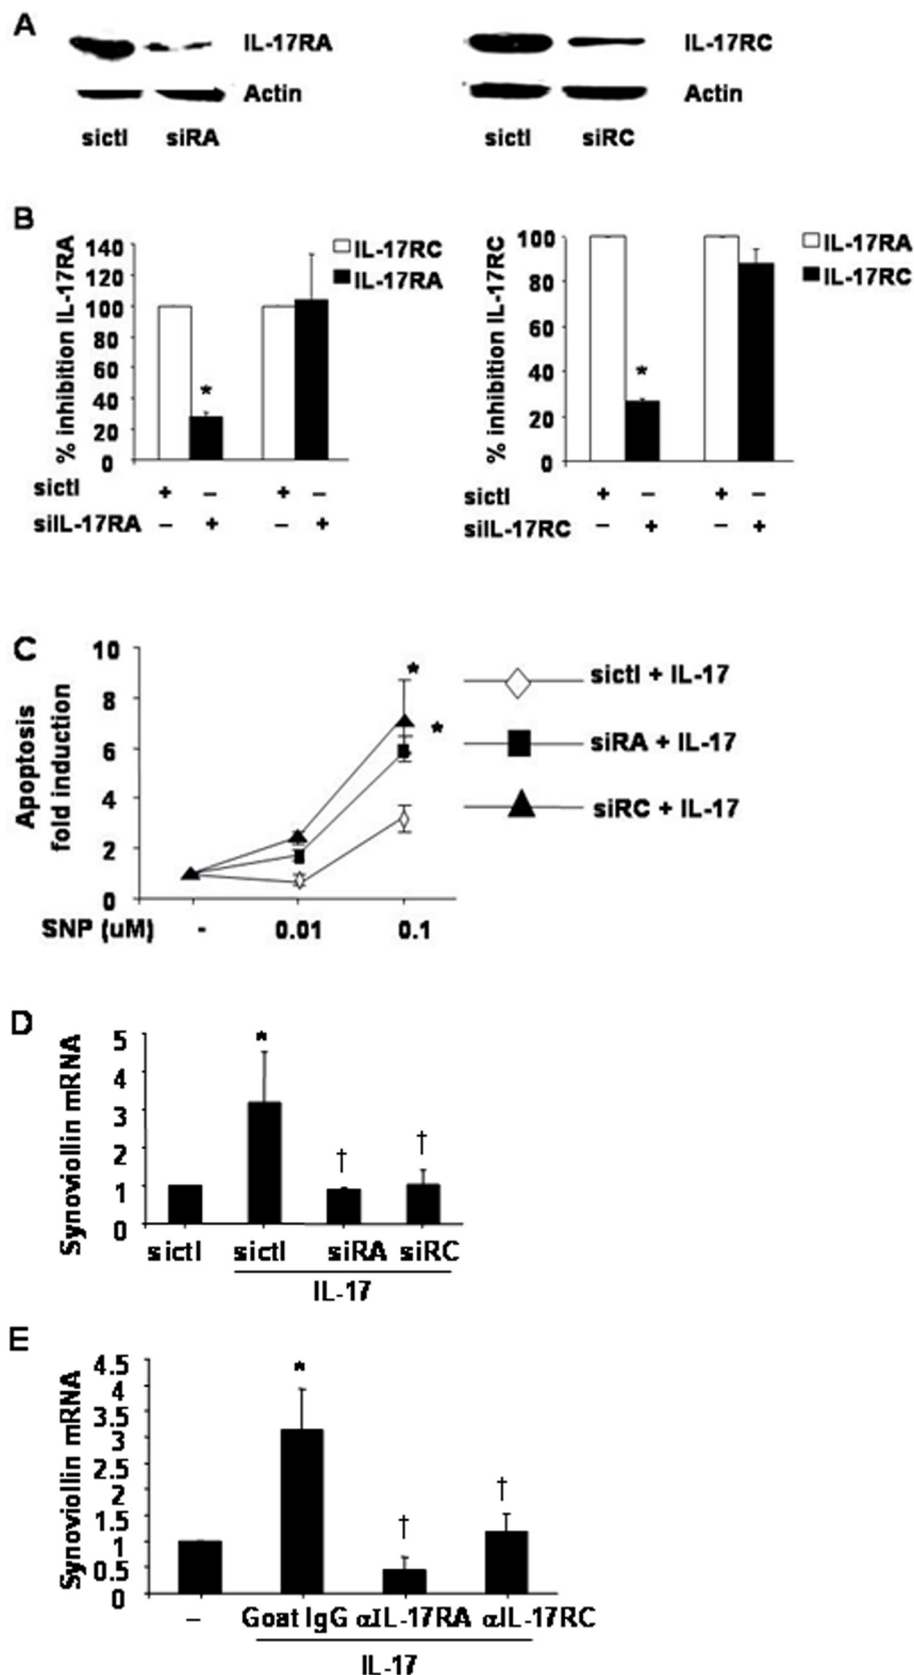 A
IL-17RA
Actin
sictl siRA
IL-17RC
Actin
sictl siRC
B
% inhibition IL-17RA
140
120
100
80
60
40
20
0
IL-17RC
IL-17RA
*
sictl + – + –
siIL-17RA – + – +
% inhibition IL-17RC
100
80
60
40
20
0
IL-17RA
IL-17RC
*
sictl + – + –
siIL-17RC – + – +
C
Apoptosis
fold induction
10
8
6
4
2
0
*
*
SNP (uM) - 0.01 0.1
sictl + IL-17
siRA + IL-17
siRC + IL-17
D
Synoviollin mRNA
5
4
3
2
1
0
*
†
†
sictl sictl siRA siRC
IL-17
E
Synoviollin mRNA
4.5
4
3.5
3
2.5
2
1.5
1
0.5
0
*
†
†
– Goat IgG αIL-17RA αIL-17RC
IL-17